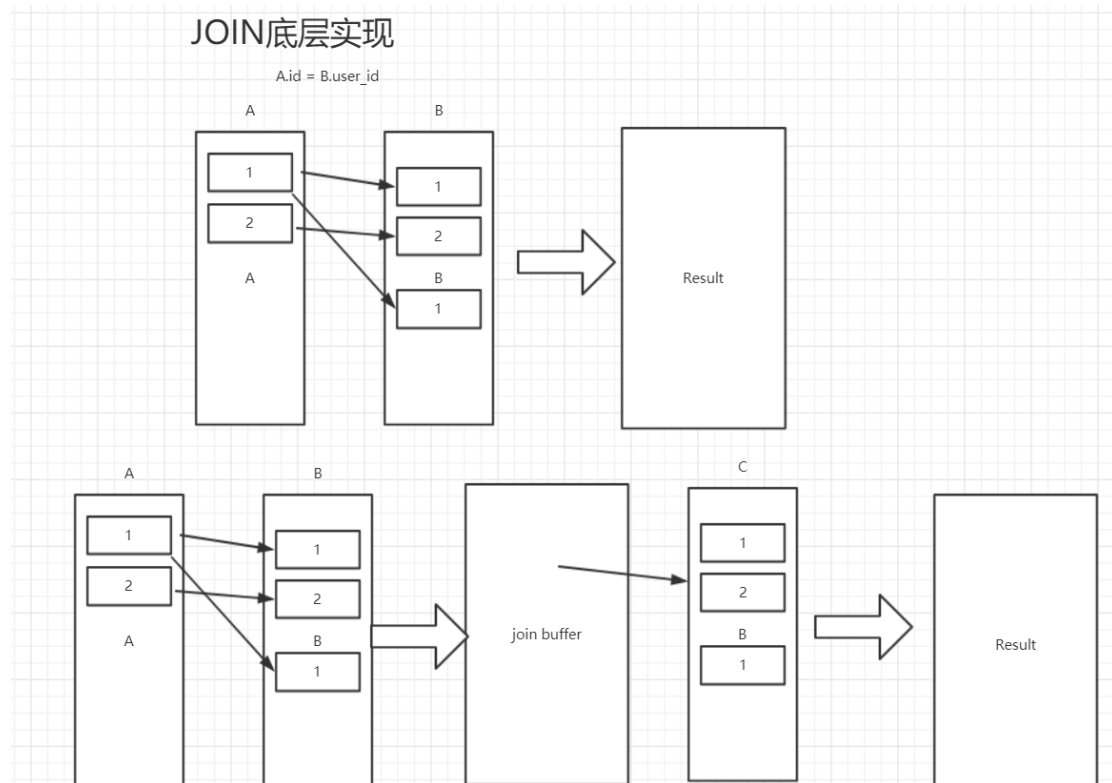 JOIN底层实现
A.id = B.user_id
A
B
1
1
2
2
A
B
Result
1
A
B
C
1
1
1
2
2
2
A
B
join buffer
B
Result
1
1